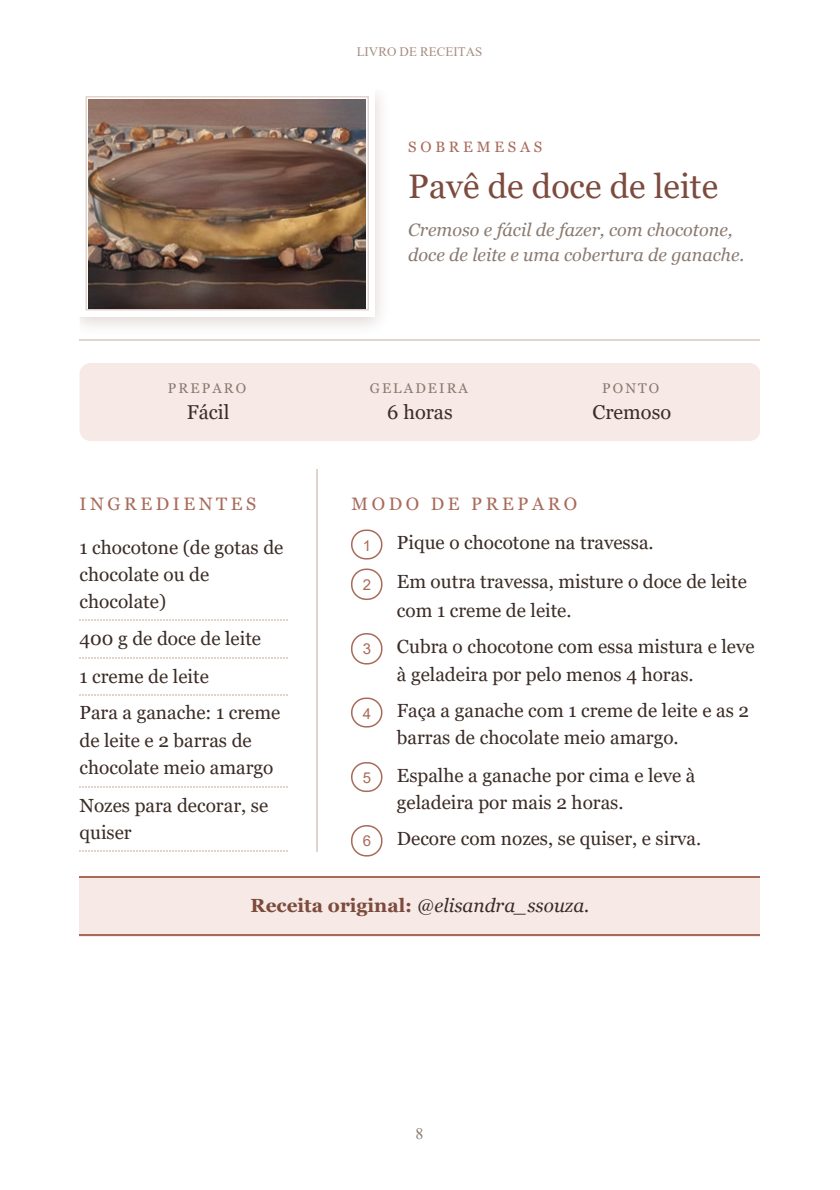 LIVRO DE RECEITAS
SOBREMESAS
Pavê de doce de leite
Cremoso e fácil de fazer, com chocotone,
doce de leite e uma cobertura de ganache.
PREPARO
Fácil
GELADEIRA
6 horas
PONTO
Cremoso
INGREDIENTES
1 chocotone (de gotas de
chocolate ou de
chocolate)
400 g de doce de leite
1 creme de leite
Para a ganache: 1 creme
de leite e 2 barras de
chocolate meio amargo
Nozes para decorar, se
quiser
MODO DE PREPARO
1 Pique o chocotone na travessa.
2 Em outra travessa, misture o doce de leite
com 1 creme de leite.
3 Cubra o chocotone com essa mistura e leve
à geladeira por pelo menos 4 horas.
4 Faça a ganache com 1 creme de leite e as 2
barras de chocolate meio amargo.
5 Espalhe a ganache por cima e leve à
geladeira por mais 2 horas.
6 Decore com nozes, se quiser, e sirva.
Receita original: @elisandra_ssouza.
8